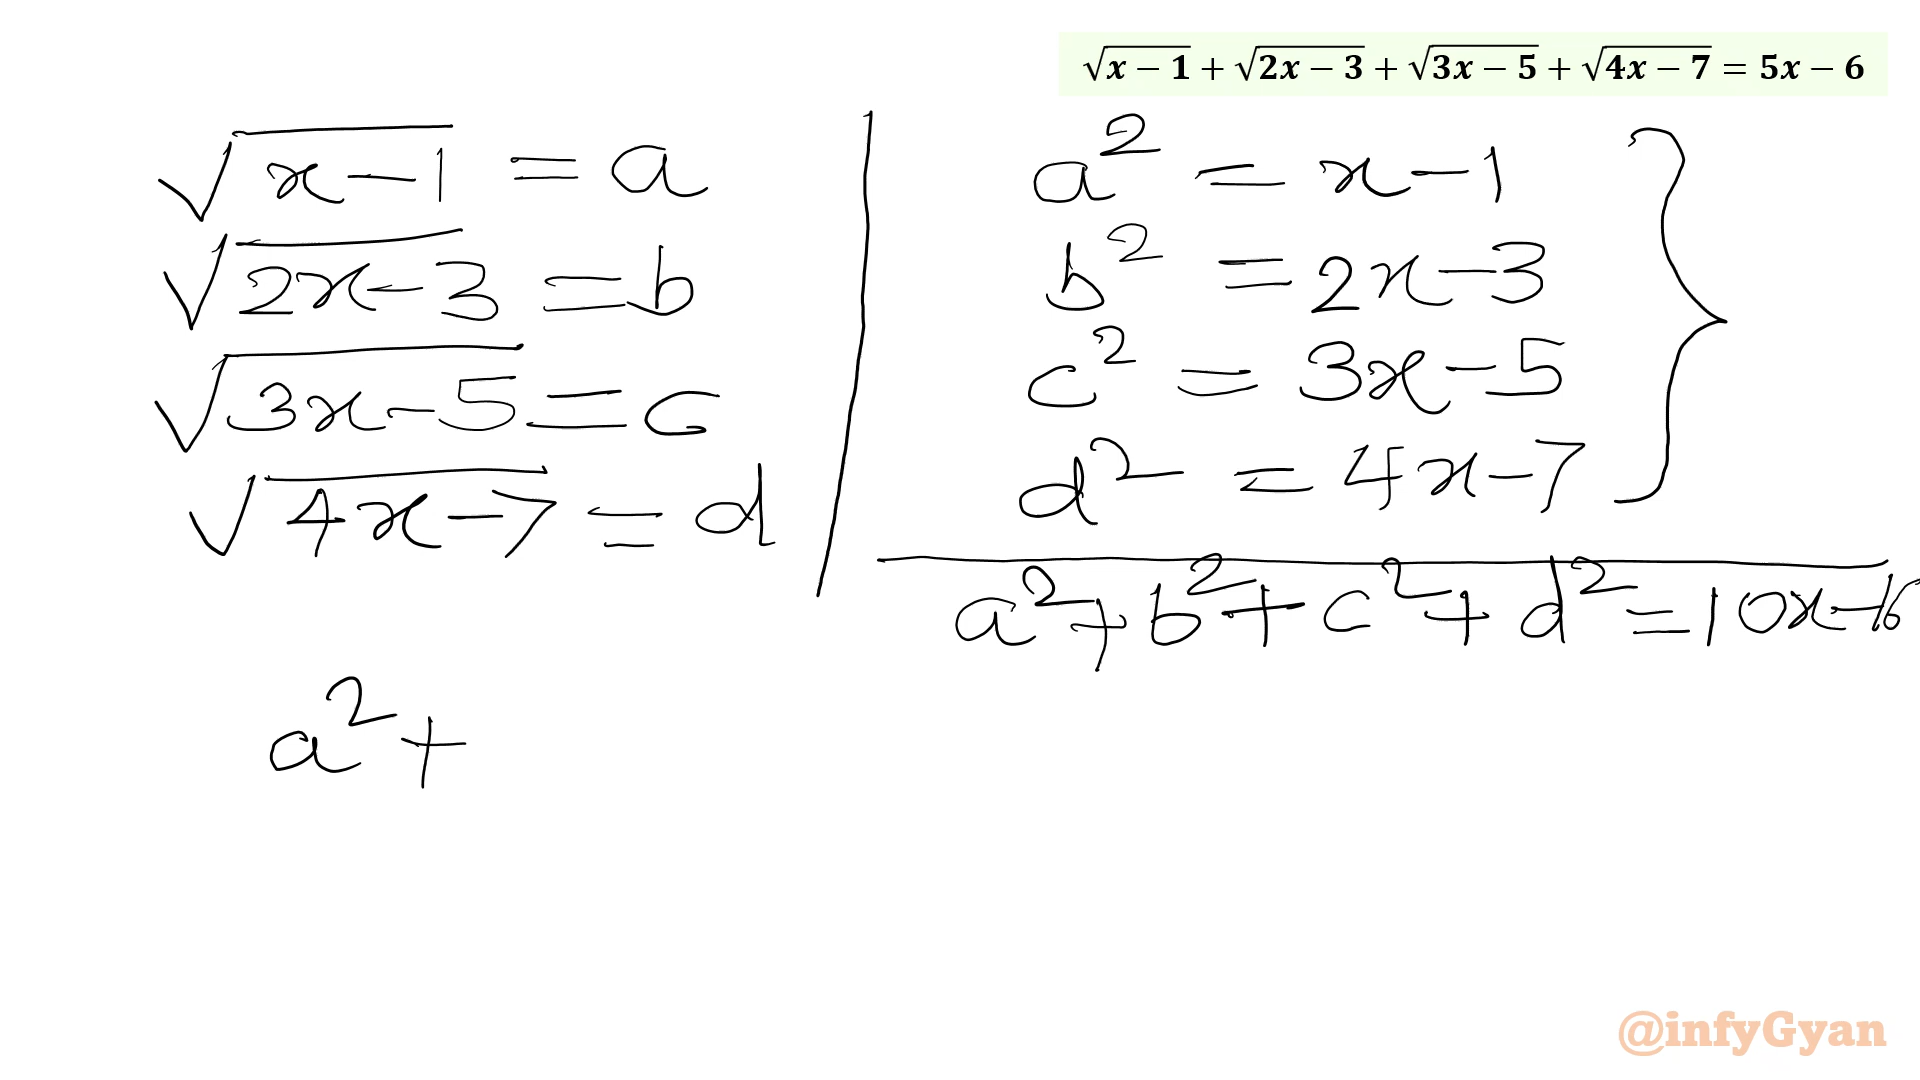 √(x − 1) + √(2x − 3) + √(3x − 5) + √(4x − 7) = 5x − 6
√(x − 1) = a
√(2x − 3) = b
√(3x − 5) = c
√(4x − 7) = d
a² = x − 1
b² = 2x − 3
c² = 3x − 5
d² = 4x − 7
a² + b² + c² + d² = 10x − 16
a² +
@infyGyan